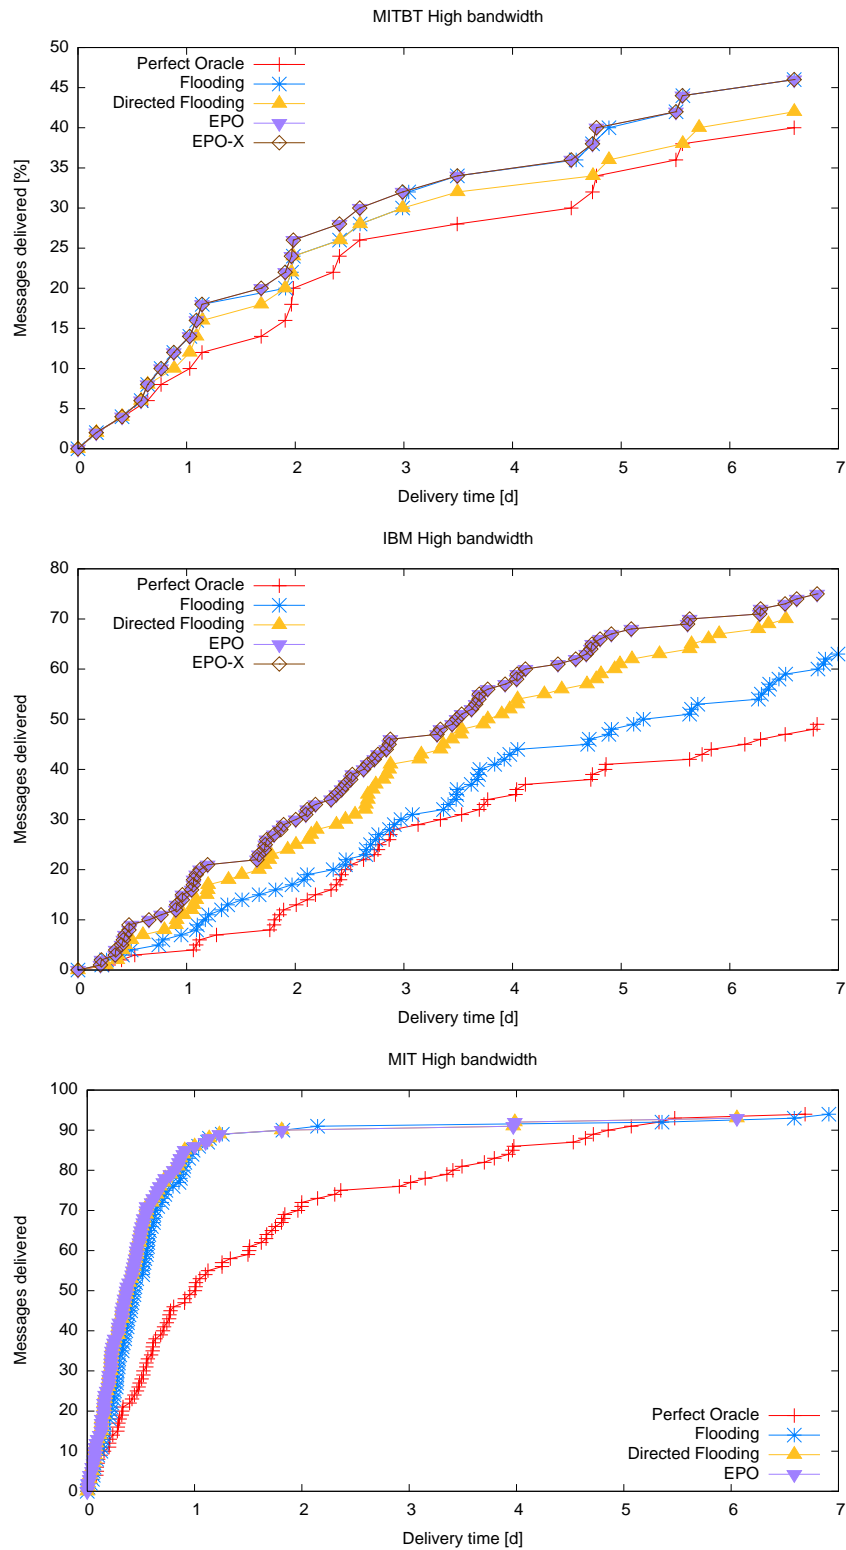 MITBT High bandwidth
50
45
40
35
30
25
20
15
10
5
0
Messages delivered [%]
Perfect Oracle
Flooding
Directed Flooding
EPO
EPO-X
0 1 2 3 4 5 6 7
Delivery time [d]
IBM High bandwidth
80
70
60
50
40
30
20
10
0
Messages delivered
Perfect Oracle
Flooding
Directed Flooding
EPO
EPO-X
0 1 2 3 4 5 6 7
Delivery time [d]
MIT High bandwidth
100
90
80
70
60
50
40
30
20
10
0
Messages delivered
Perfect Oracle
Flooding
Directed Flooding
EPO
0 1 2 3 4 5 6 7
Delivery time [d]